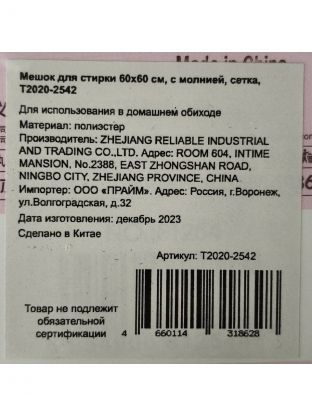 Made in China
Мешок для стирки 60x60 см, с молнией, сетка,
T2020-2542
Для использования в домашнем обиходе
Материал: полиэстер
Производитель: ZHEJIANG RELIABLE INDUSTRIAL
AND TRADING CO.,LTD. Адрес: ROOM 604, INTIME
MANSION, No.2388, EAST ZHONGSHAN ROAD,
NINGBO CITY, ZHEJIANG PROVINCE, CHINA
Импортер: ООО «ПРАЙМ». Адрес: Россия, г.Воронеж,
ул.Волгоградская, д.32
Дата изготовления: декабрь 2023
Сделано в Китае
Артикул: T2020-2542
Товар не подлежит
обязательной
сертификации
4 660114 318628